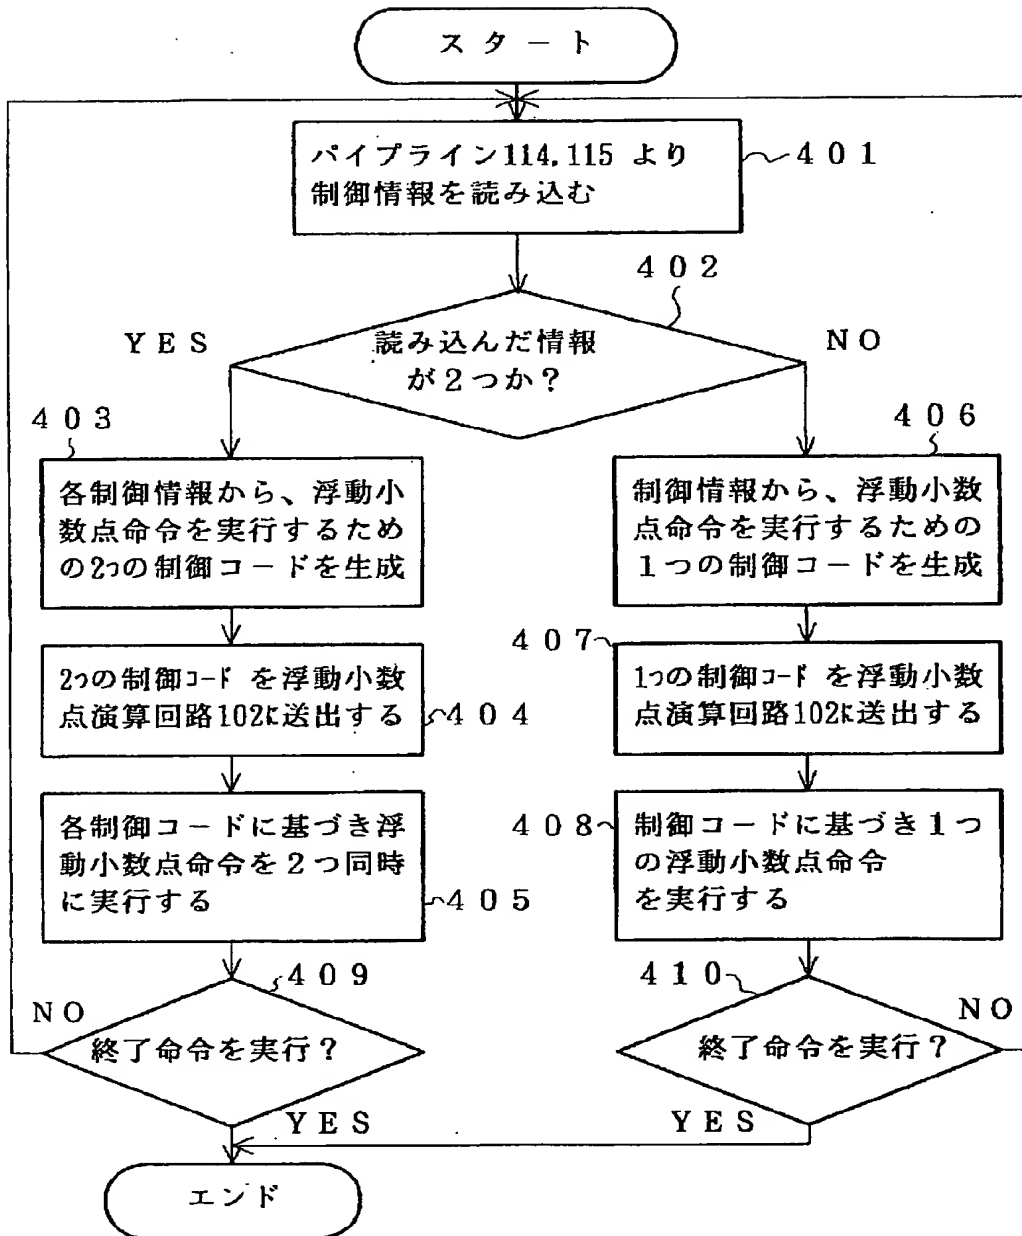 スタート
パイプライン114.115 より
制御情報を読み込む
401
402
読み込んだ情報
が2つか？
YES
NO
403
各制御情報から、浮動小
数点命令を実行するため
の2つの制御コードを生成
406
制御情報から、浮動小数
点命令を実行するための
1つの制御コードを生成
2つの制御コード を浮動小数
点演算回路102に送出する
404
407
1つの制御コード を浮動小数
点演算回路102に送出する
各制御コードに基づき浮
動小数点命令を2つ同時
に実行する
405
408
制御コードに基づき1つ
の浮動小数点命令
を実行する
409
NO
終了命令を実行？
YES
410
NO
終了命令を実行？
YES
エンド